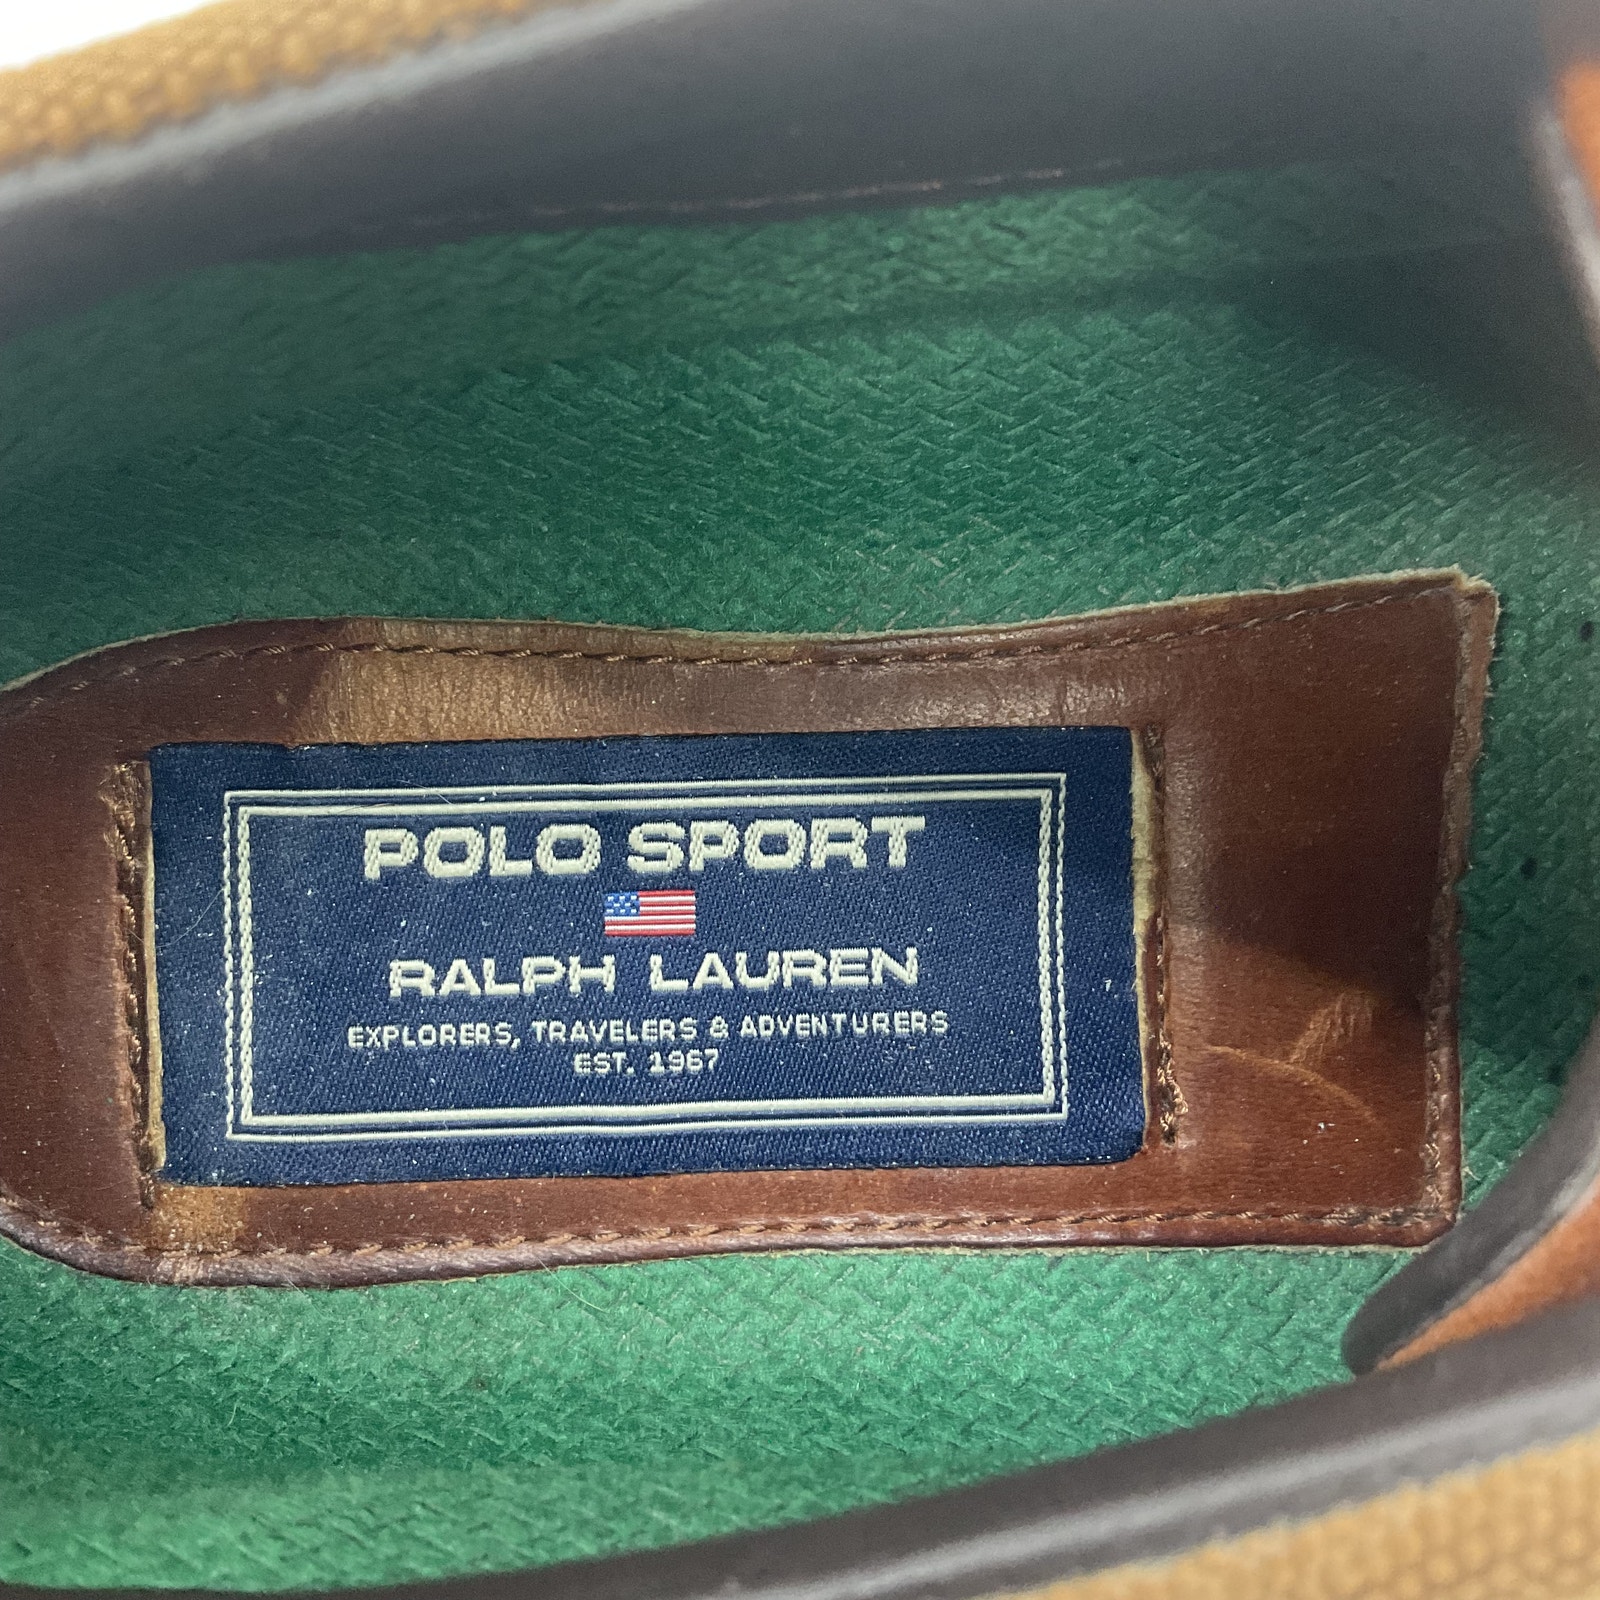 POLO SPORT
RALPH LAUREN
EXPLORERS, TRAVELERS & ADVENTURERS
EST. 1967